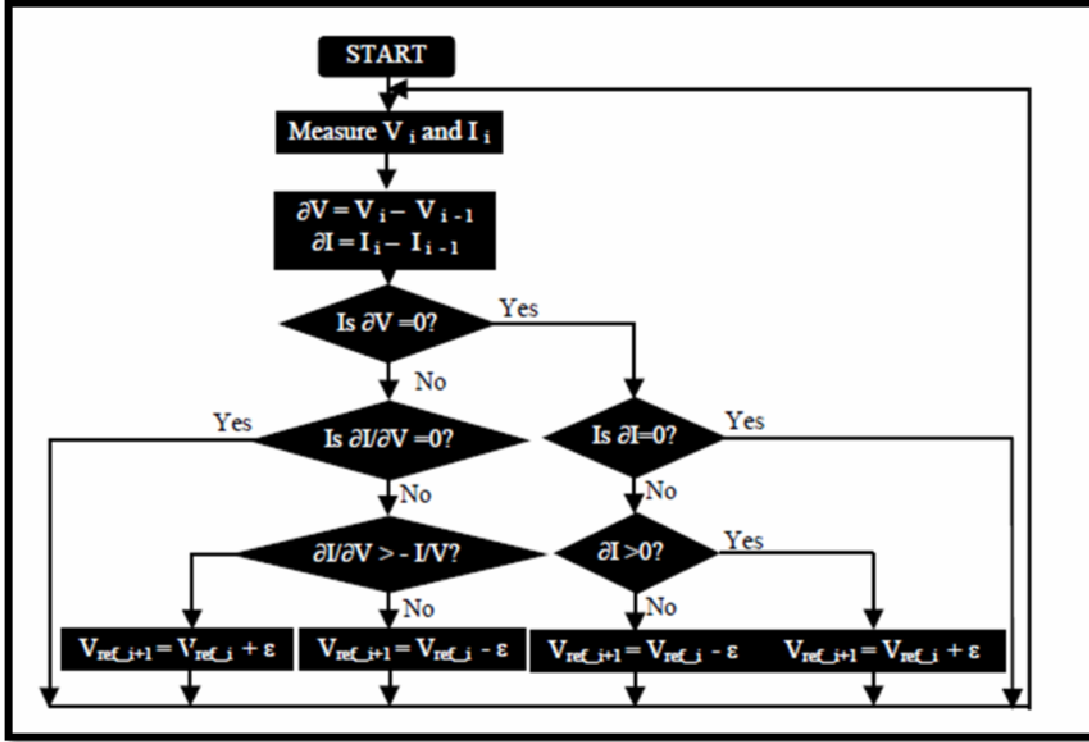 START
Measure V i and I i
∂V = V i – V i - 1
∂I = I i – I i - 1
Is ∂V =0?
Yes
No
Is ∂I/∂V =0?
Yes
No
Is ∂I=0?
Yes
No
∂I/∂V > - I/V?
No
∂I >0?
Yes
No
Vref_i+1 = Vref_i + ε
Vref_i+1 = Vref_i - ε
Vref_i+1 = Vref_i - ε
Vref_i+1 = Vref_i + ε